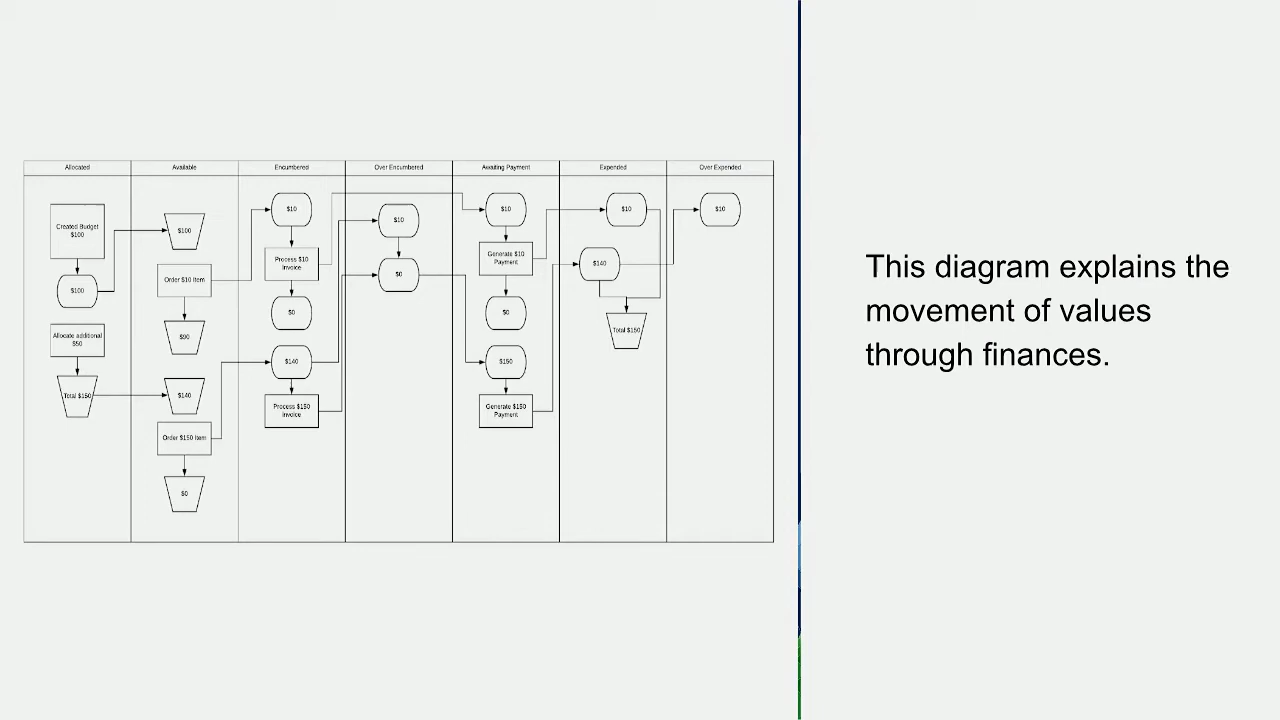 Allocated
Available
Encumbered
Over Encumbered
Awaiting Payment
Expended
Over Expended
Created Budget
$100
$100
Allocate additional
$50
Total $150
$100
Order $10 Item
$90
$140
Order $150 Item
$0
$10
Process $10
Invoice
$0
$140
Process $150
Invoice
$10
$0
$10
Generate $10
Payment
$0
$150
Generate $150
Payment
$10
$140
Total $150
$10
This diagram explains the
movement of values
through finances.